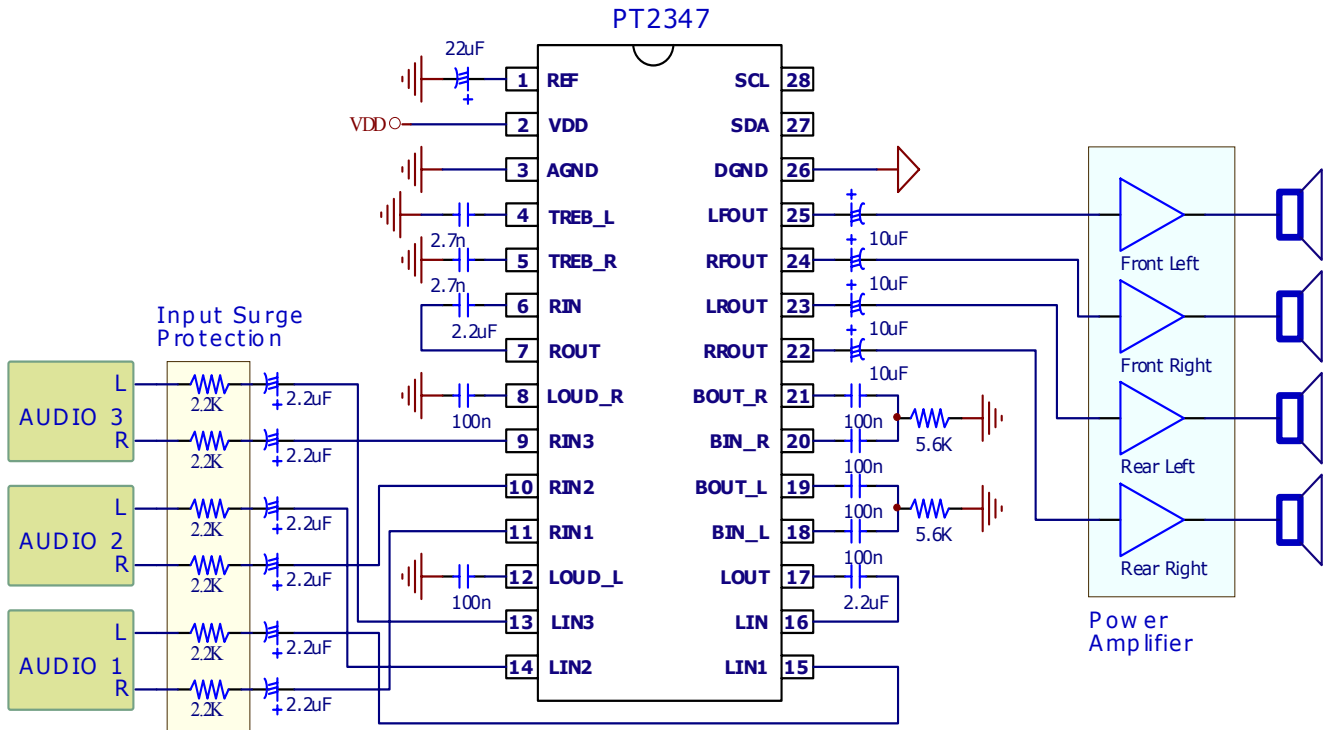 PT2347
22uF
+
1 REF
SCL 28
VDD
2 VDD
SDA 27
3 AGND
DGND 26
4 TREB_L
LFOUT 25
+
2.7n
10uF
5 TREB_R
RFOUT 24
+
2.7n
10uF
6 RIN
LROUT 23
+
2.2uF
10uF
7 ROUT
RROUT 22
+
10uF
8 LOUD_R
BOUT_R 21
100n
100n
9 RIN3
BIN_R 20
100n
5.6K
10 RIN2
BOUT_L 19
100n
11 RIN1
BIN_L 18
100n
5.6K
12 LOUD_L
LOUT 17
100n
2.2uF
13 LIN3
LIN 16
14 LIN2
LIN1 15
Input Surge
Protection
AUDIO 3
L
R
2.2K
+ 2.2uF
2.2K
+ 2.2uF
AUDIO 2
L
R
2.2K
+ 2.2uF
2.2K
+ 2.2uF
AUDIO 1
L
R
2.2K
+ 2.2uF
2.2K
+ 2.2uF
Front Left
Front Right
Rear Left
Rear Right
Power
Amplifier